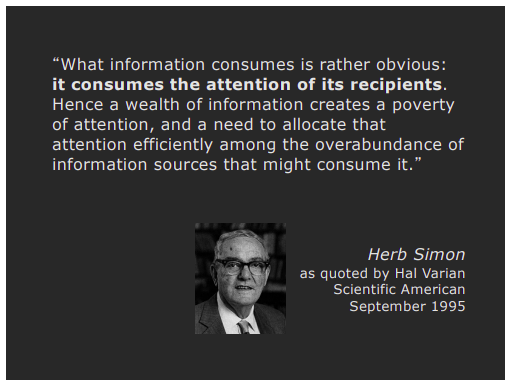 “What information consumes is rather obvious:
it consumes the attention of its recipients.
Hence a wealth of information creates a poverty
of attention, and a need to allocate that
attention efficiently among the overabundance of
information sources that might consume it.”
Herb Simon
as quoted by Hal Varian
Scientific American
September 1995